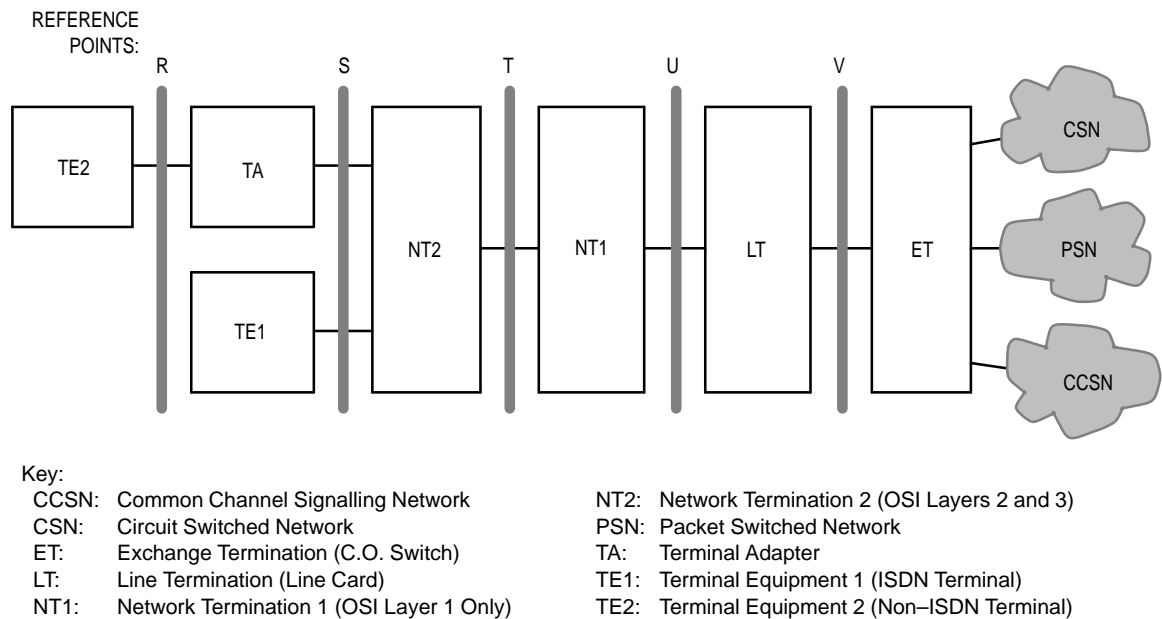 REFERENCE
POINTS:
R S T U V
TE2
TA
TE1
NT2
NT1
LT
ET
CSN
PSN
CCSN
Key:
CCSN: Common Channel Signalling Network
CSN: Circuit Switched Network
ET: Exchange Termination (C.O. Switch)
LT: Line Termination (Line Card)
NT1: Network Termination 1 (OSI Layer 1 Only)
NT2: Network Termination 2 (OSI Layers 2 and 3)
PSN: Packet Switched Network
TA: Terminal Adapter
TE1: Terminal Equipment 1 (ISDN Terminal)
TE2: Terminal Equipment 2 (Non–ISDN Terminal)